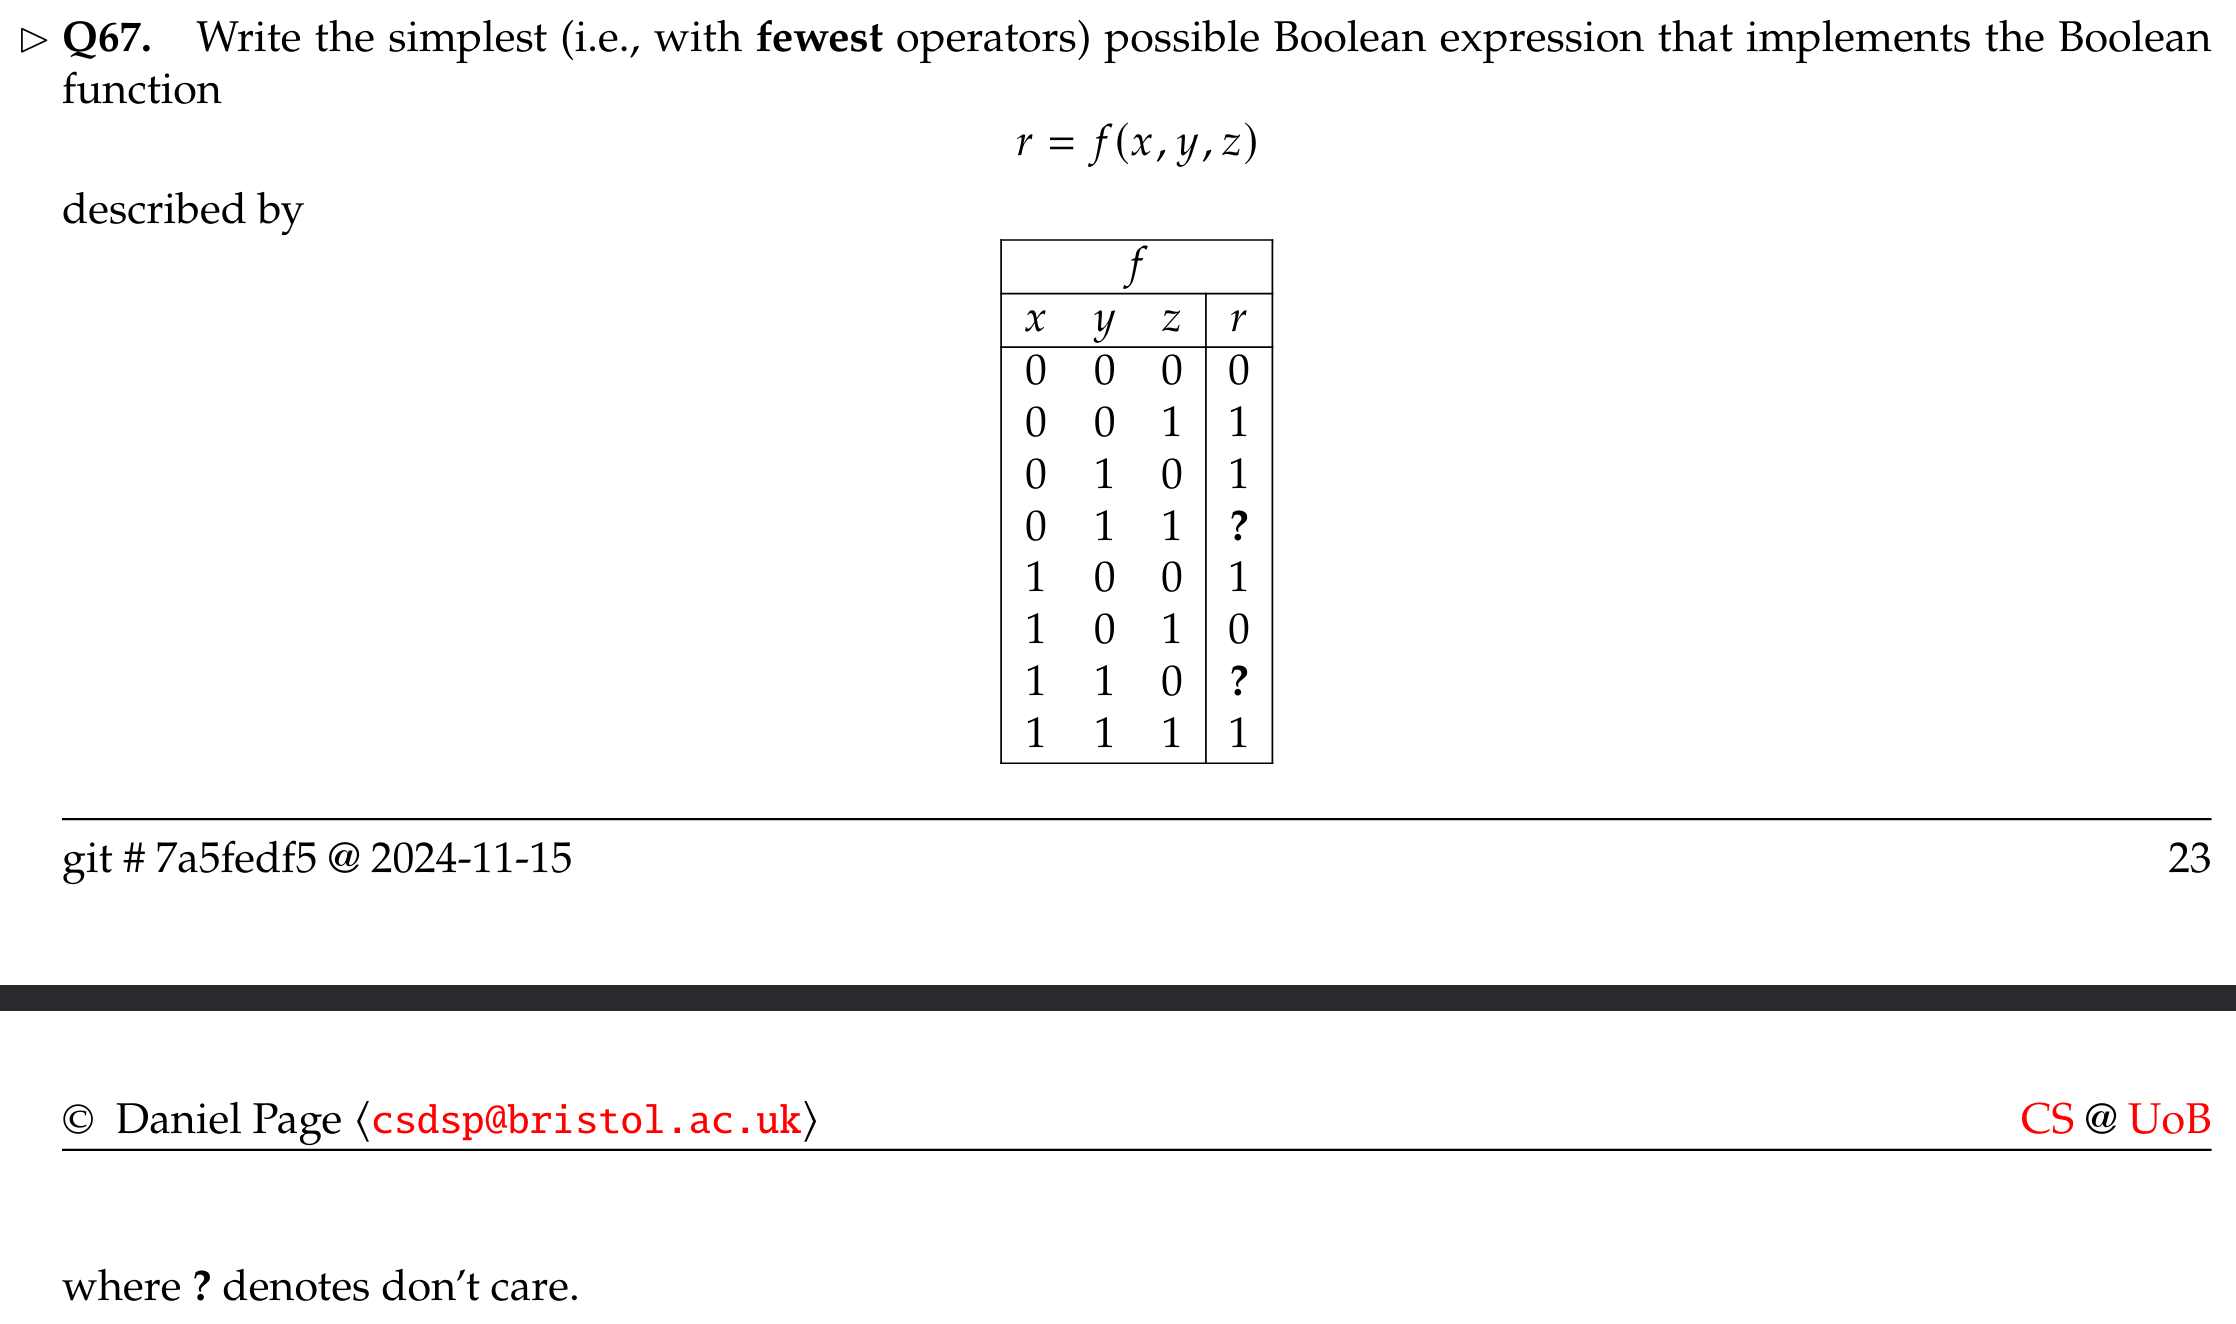 ▷ Q67. Write the simplest (i.e., with fewest operators) possible Boolean expression that implements the Boolean
function
r = f(x, y, z)
described by
f
x y z r
0 0 0 0
0 0 1 1
0 1 0 1
0 1 1 ?
1 0 0 1
1 0 1 0
1 1 0 ?
1 1 1 1
git # 7a5fedf5 @ 2024-11-15 23
© Daniel Page ⟨csdsp@bristol.ac.uk⟩ CS @ UoB
where ? denotes don't care.